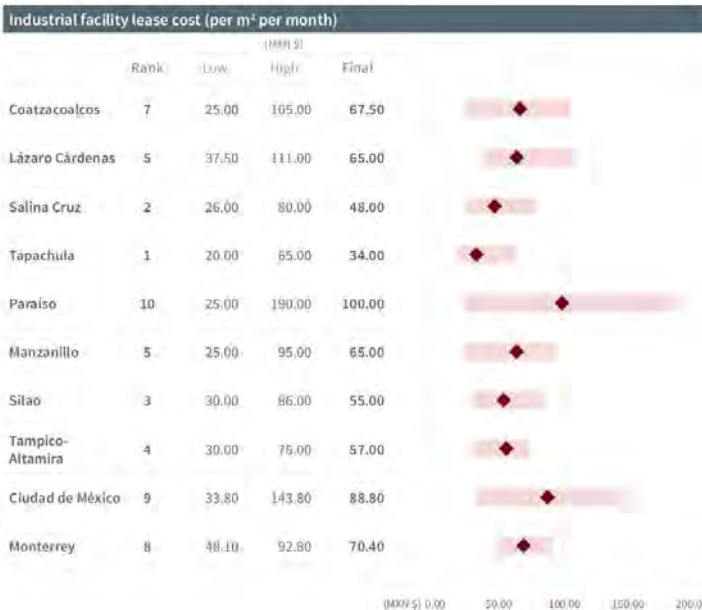 Industrial facility lease cost (per m² per month)
(MXN $)
Rank Low High Final
Coatzacoalcos 7 25.00 105.00 67.50
Lázaro Cárdenas 5 37.50 111.00 65.00
Salina Cruz 2 26.00 80.00 48.00
Tapachula 1 20.00 65.00 34.00
Paraíso 10 25.00 190.00 100.00
Manzanillo 5 25.00 95.00 65.00
Silao 3 30.00 86.00 55.00
Tampico-
Altamira 4 30.00 75.00 57.00
Ciudad de México 9 33.80 143.80 88.80
Monterrey 8 48.10 92.80 70.40
(MXN $) 0.00 50.00 100.00 150.00 200.0